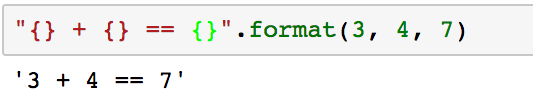 "{} + {} == {}".format(3, 4, 7)
'3 + 4 == 7'